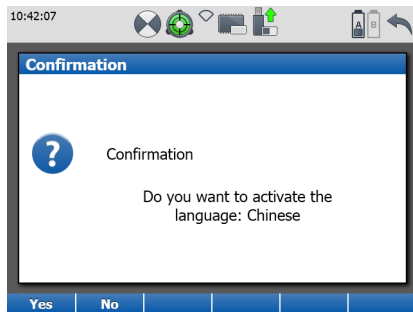 10:42:07
A B
Confirmation
?
Confirmation
Do you want to activate the
language: Chinese
Yes No